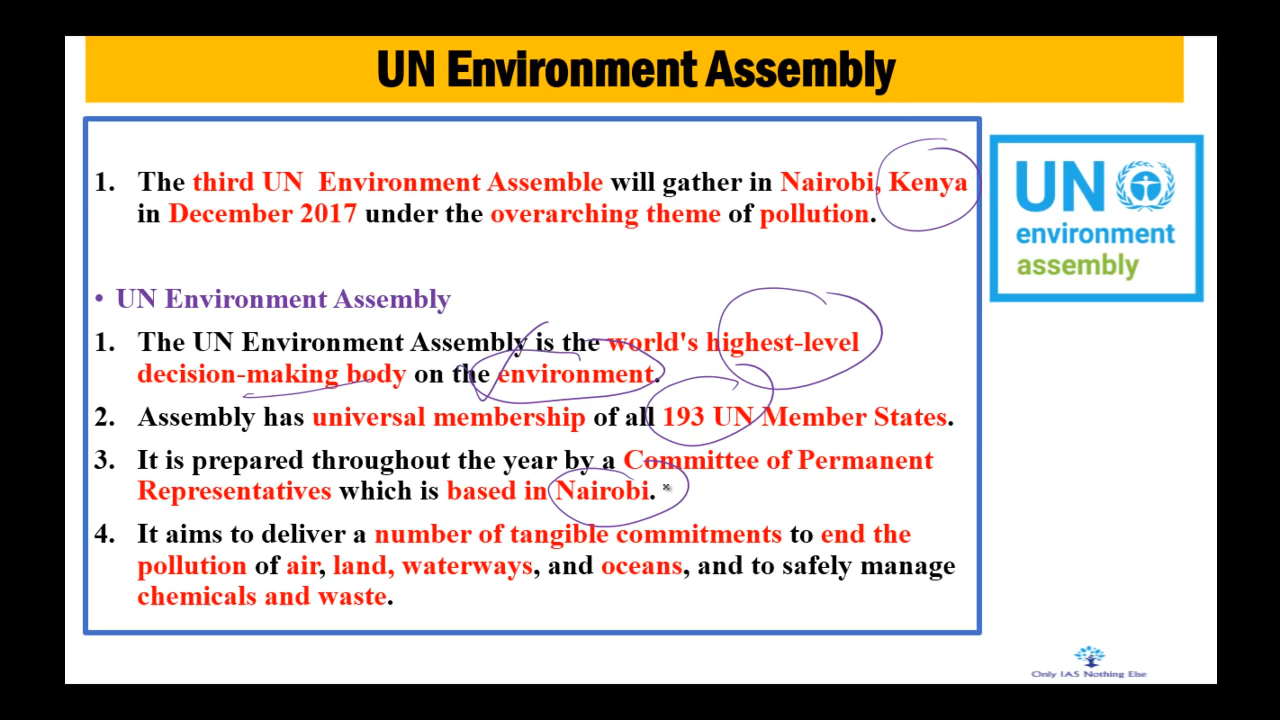 UN Environment Assembly
1. The third UN Environment Assemble will gather in Nairobi, Kenya
in December 2017 under the overarching theme of pollution.
UN
environment
assembly
• UN Environment Assembly
1. The UN Environment Assembly is the world's highest-level
decision-making body on the environment.
2. Assembly has universal membership of all 193 UN Member States.
3. It is prepared throughout the year by a Committee of Permanent
Representatives which is based in Nairobi.
4. It aims to deliver a number of tangible commitments to end the
pollution of air, land, waterways, and oceans, and to safely manage
chemicals and waste.
Only IAS Nothing Else